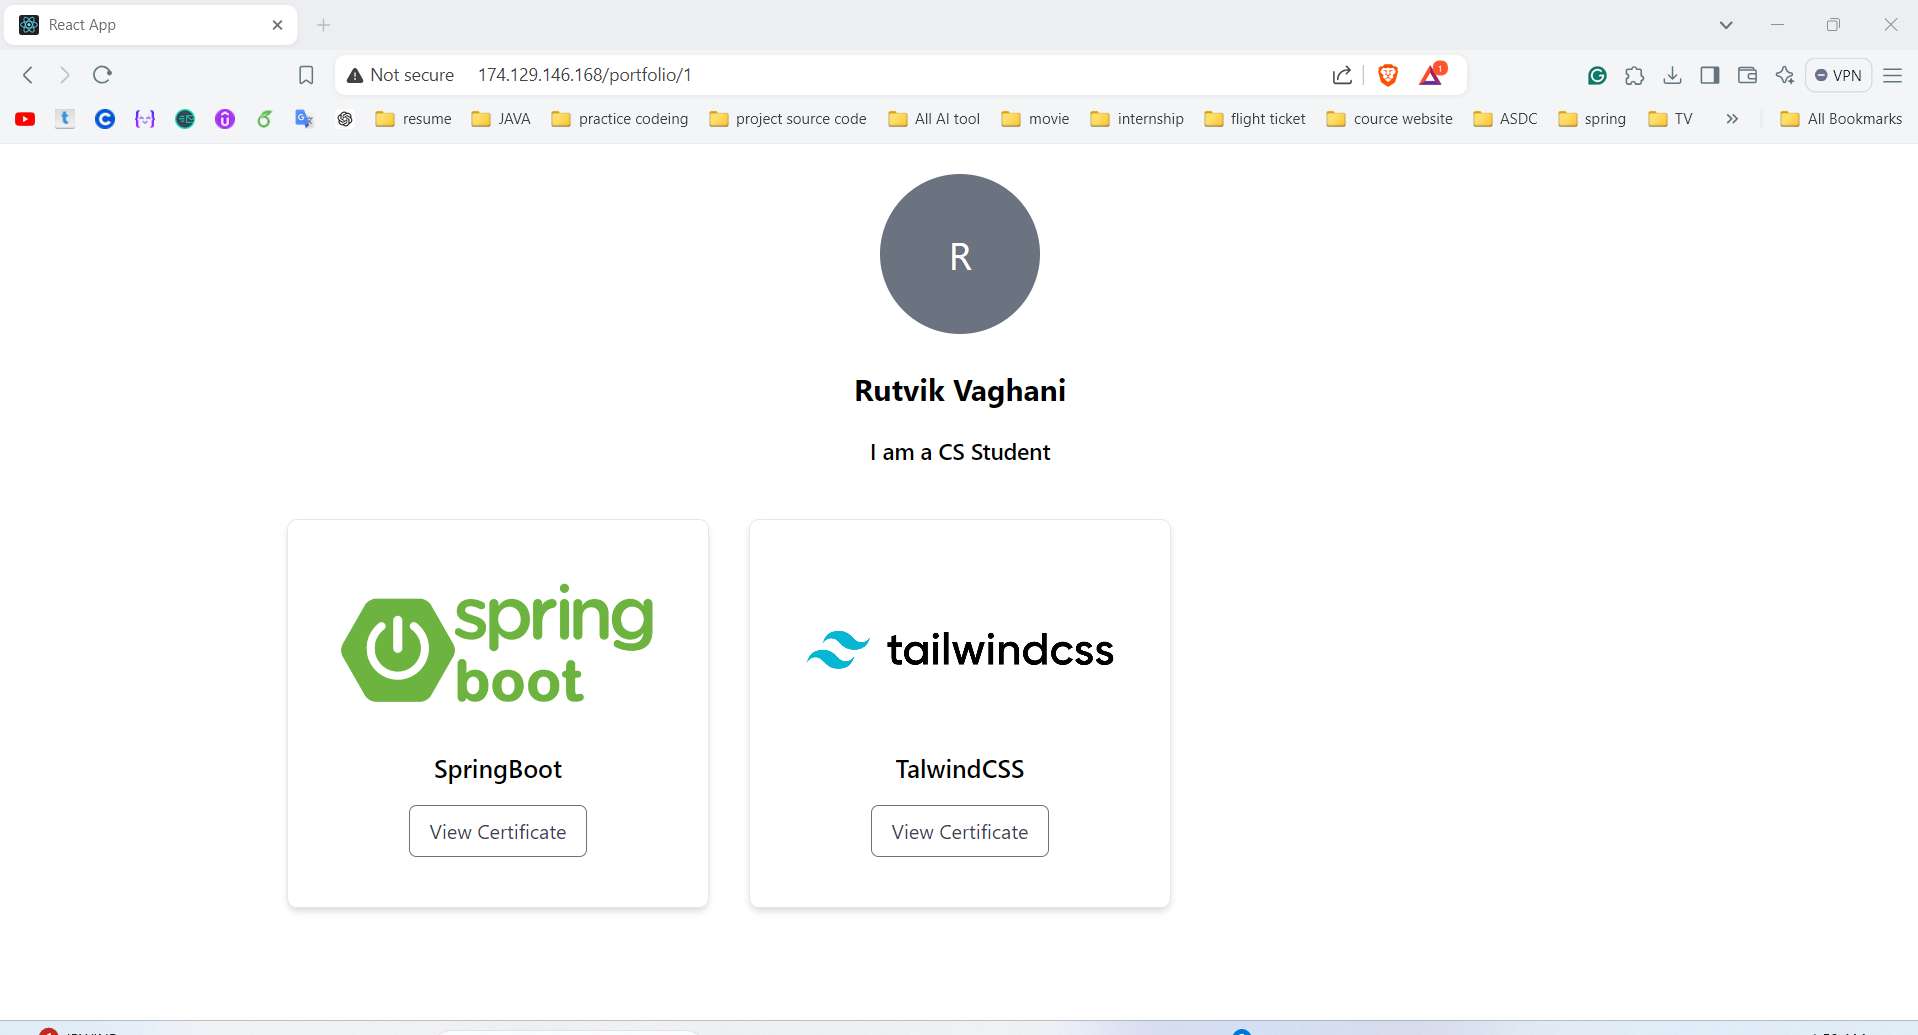 React App
Not secure 174.129.146.168/portfolio/1 1 VPN
resume JAVA practice codeing project source code All AI tool movie internship flight ticket cource website ASDC spring TV All Bookmarks
R
Rutvik Vaghani
I am a CS Student
spring
boot
tailwindcss
SpringBoot
TalwindCSS
View Certificate
View Certificate